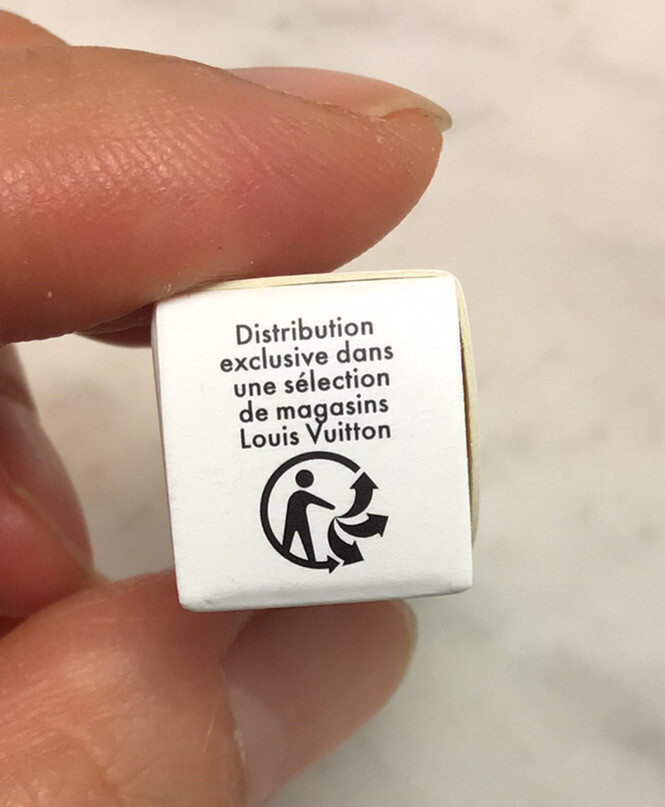 Distribution
exclusive dans
une sélection
de magasins
Louis Vuitton